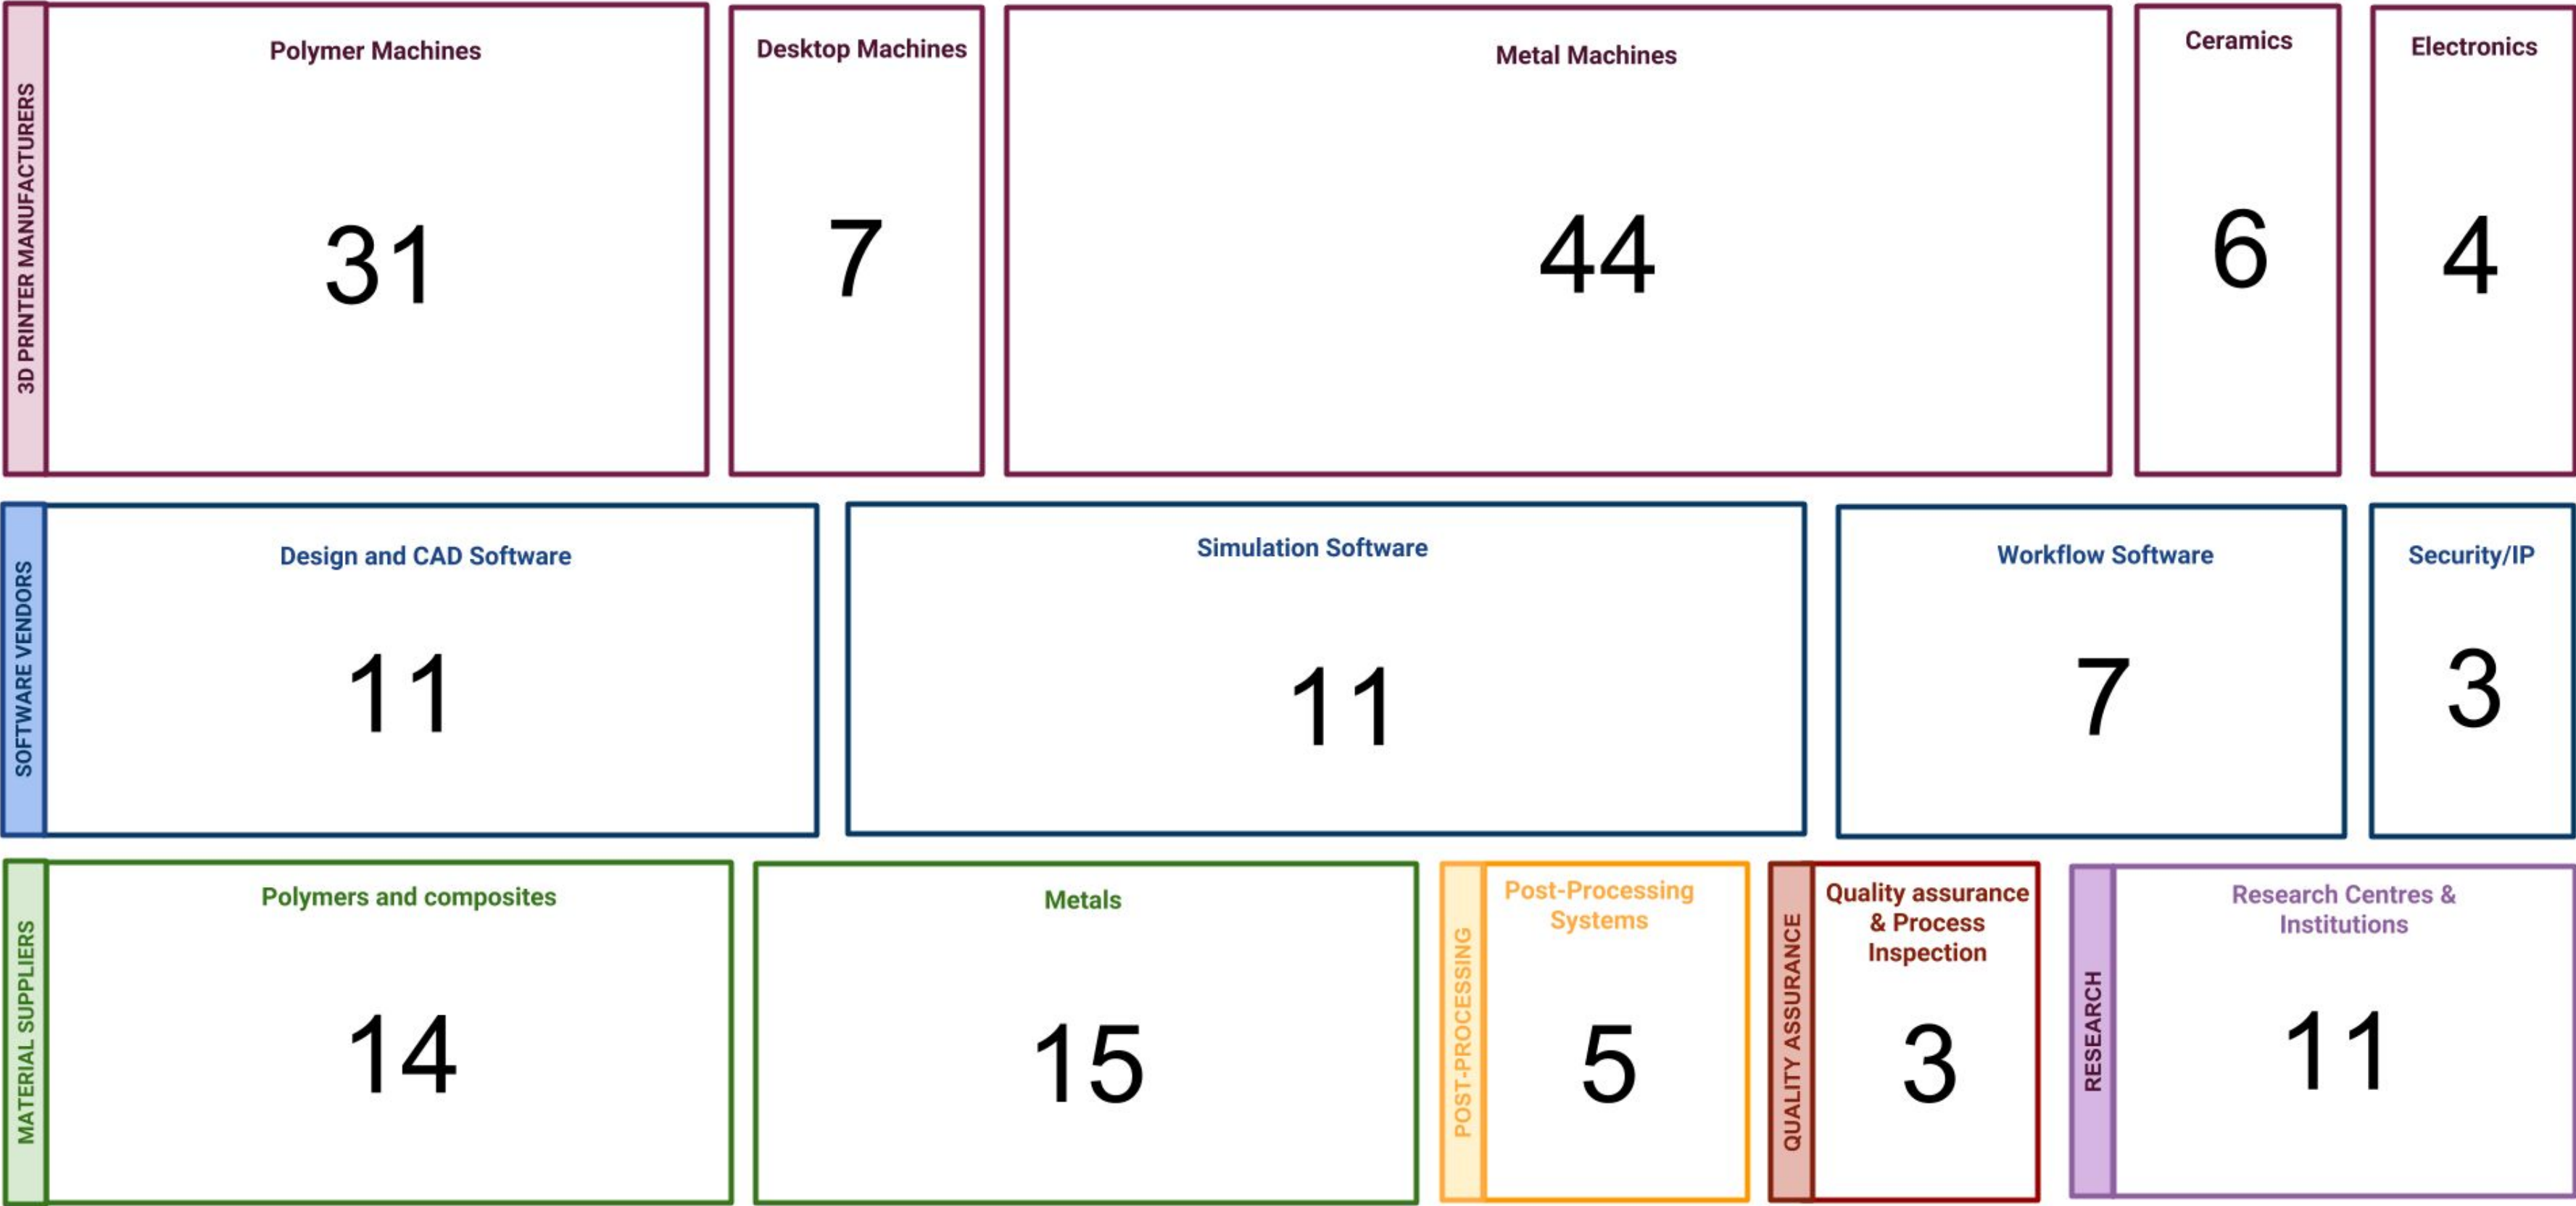 3D PRINTER MANUFACTURERS
Polymer Machines
31
Desktop Machines
7
Metal Machines
44
Ceramics
6
Electronics
4
SOFTWARE VENDORS
Design and CAD Software
11
Simulation Software
11
Workflow Software
7
Security/IP
3
MATERIAL SUPPLIERS
Polymers and composites
14
Metals
15
POST-PROCESSING
Post-Processing
Systems
5
QUALITY ASSURANCE
Quality assurance
& Process
Inspection
3
RESEARCH
Research Centres &
Institutions
11